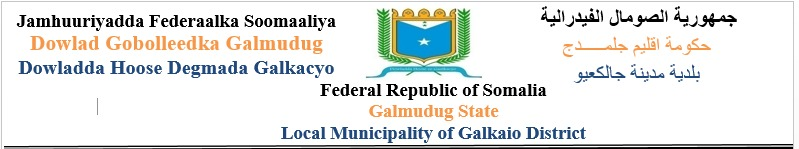 Jamhuuriyadda Federaalka Soomaaliya
Dowlad Gobolleedka Galmudug
Dowladda Hoose Degmada Galkacyo
جمهورية الصومال الفيدرالية
حكومة اقليم جلمـــــدج
بلدية مدينة جالكعيو
Federal Republic of Somalia
Galmudug State
Local Municipality of Galkaio District